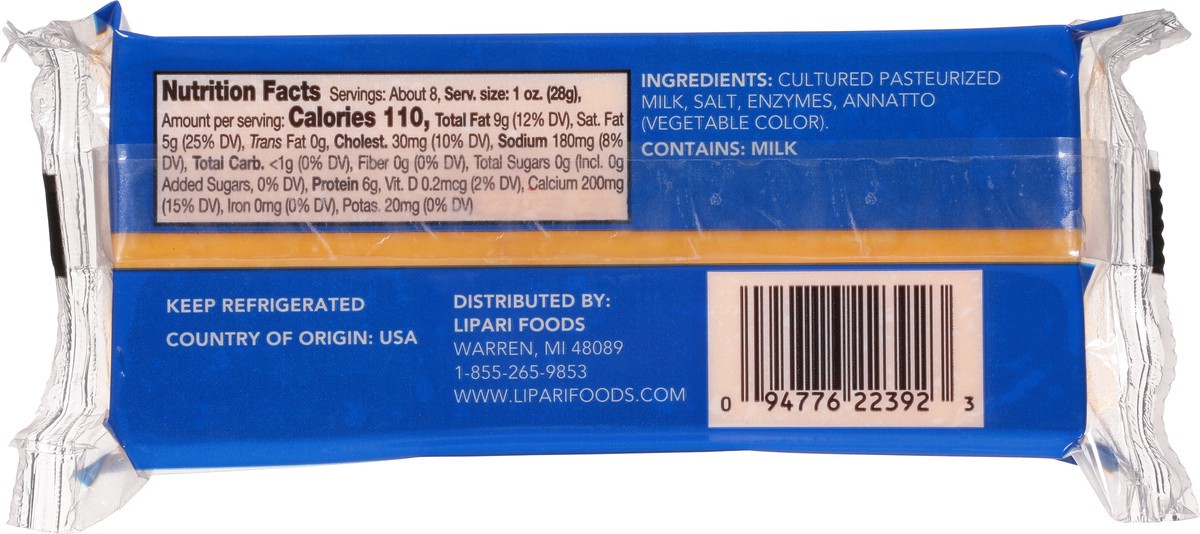 Nutrition Facts Servings: About 8, Serv. size: 1 oz. (28g),
Amount per serving: Calories 110, Total Fat 9g (12% DV), Sat. Fat
5g (25% DV), Trans Fat 0g, Cholest. 30mg (10% DV), Sodium 180mg (8%
DV), Total Carb. <1g (0% DV), Fiber 0g (0% DV), Total Sugars 0g (Incl. 0g
Added Sugars, 0% DV), Protein 6g, Vit. D 0.2mcg (2% DV), Calcium 200mg
(15% DV), Iron 0mg (0% DV), Potas. 20mg (0% DV)
INGREDIENTS: CULTURED PASTEURIZED
MILK, SALT, ENZYMES, ANNATTO
(VEGETABLE COLOR).
CONTAINS: MILK
KEEP REFRIGERATED
COUNTRY OF ORIGIN: USA
DISTRIBUTED BY:
LIPARI FOODS
WARREN, MI 48089
1-855-265-9853
WWW.LIPARIFOODS.COM
0 94776 22392 3